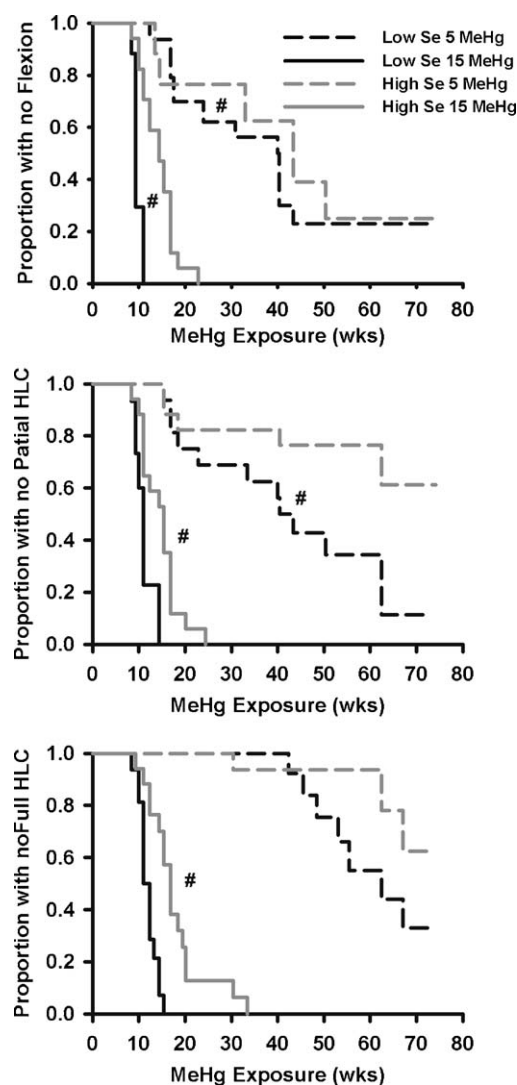 Low Se 5 MeHg
Low Se 15 MeHg
High Se 5 MeHg
High Se 15 MeHg
Proportion with no Flexion
1.0
0.8
0.6
0.4
0.2
0.0
#
#
0 10 20 30 40 50 60 70 80
MeHg Exposure (wks)
Proportion with no Patial HLC
1.0
0.8
0.6
0.4
0.2
0.0
#
#
0 10 20 30 40 50 60 70 80
MeHg Exposure (wks)
Proportion with noFull HLC
1.0
0.8
0.6
0.4
0.2
0.0
#
0 10 20 30 40 50 60 70 80
MeHg Exposure (wks)